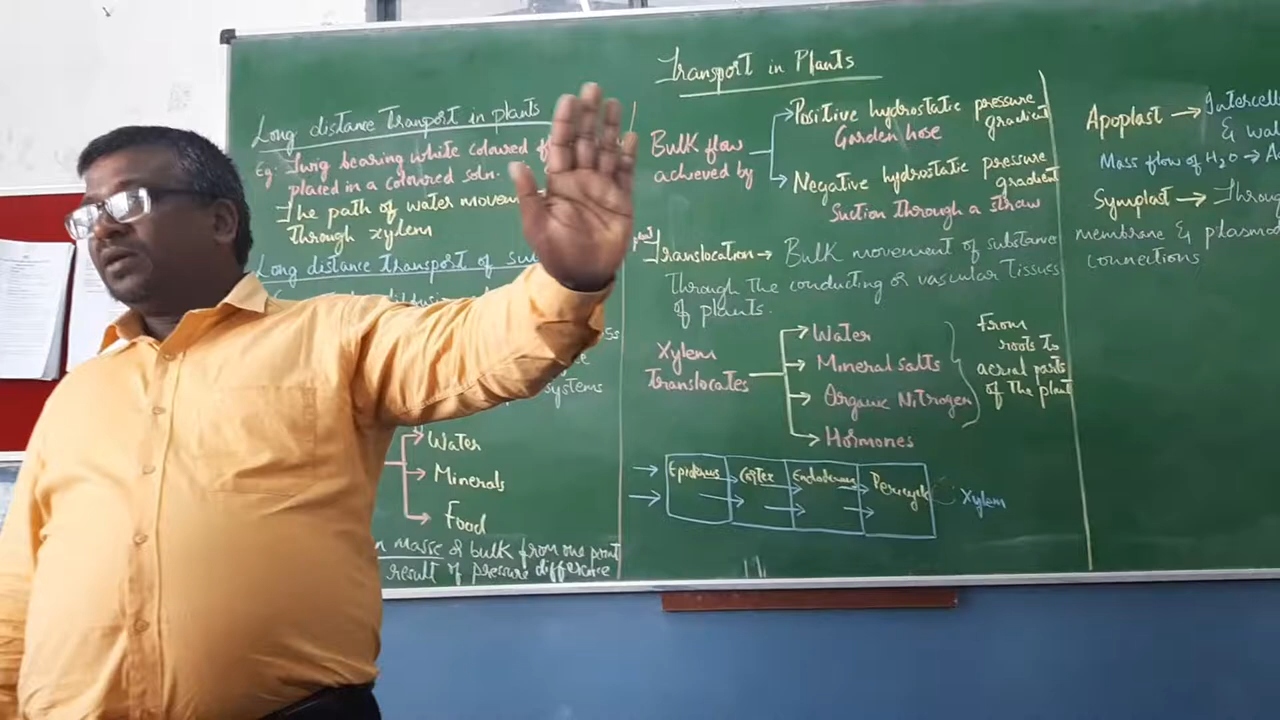 Transport in Plants
Long distance transport in plants
Eg: Twig bearing white coloured
placed in a coloured soln.
The path of water
through xylem
Long distance transport of
systems
Water
Minerals
Food
masse or bulk from one point
result of pressure difference
Bulk flow
achieved by
Positive hydrostatic pressure
gradient
Garden hose
Negative hydrostatic pressure
gradient
Suction through a straw
Translocation → Bulk movement of substance
through the conducting or vascular tissues
of plants.
Xylem
translocates
Water
Mineral salts
Organic Nitrogen
Hormones
From
roots to
aerial parts
of the plant
Epidermis
Cortex
Endodermis
Pericycle
Xylem
Apoplast →
&
Mass flow of H2O →
Symplast →
membrane &
connections